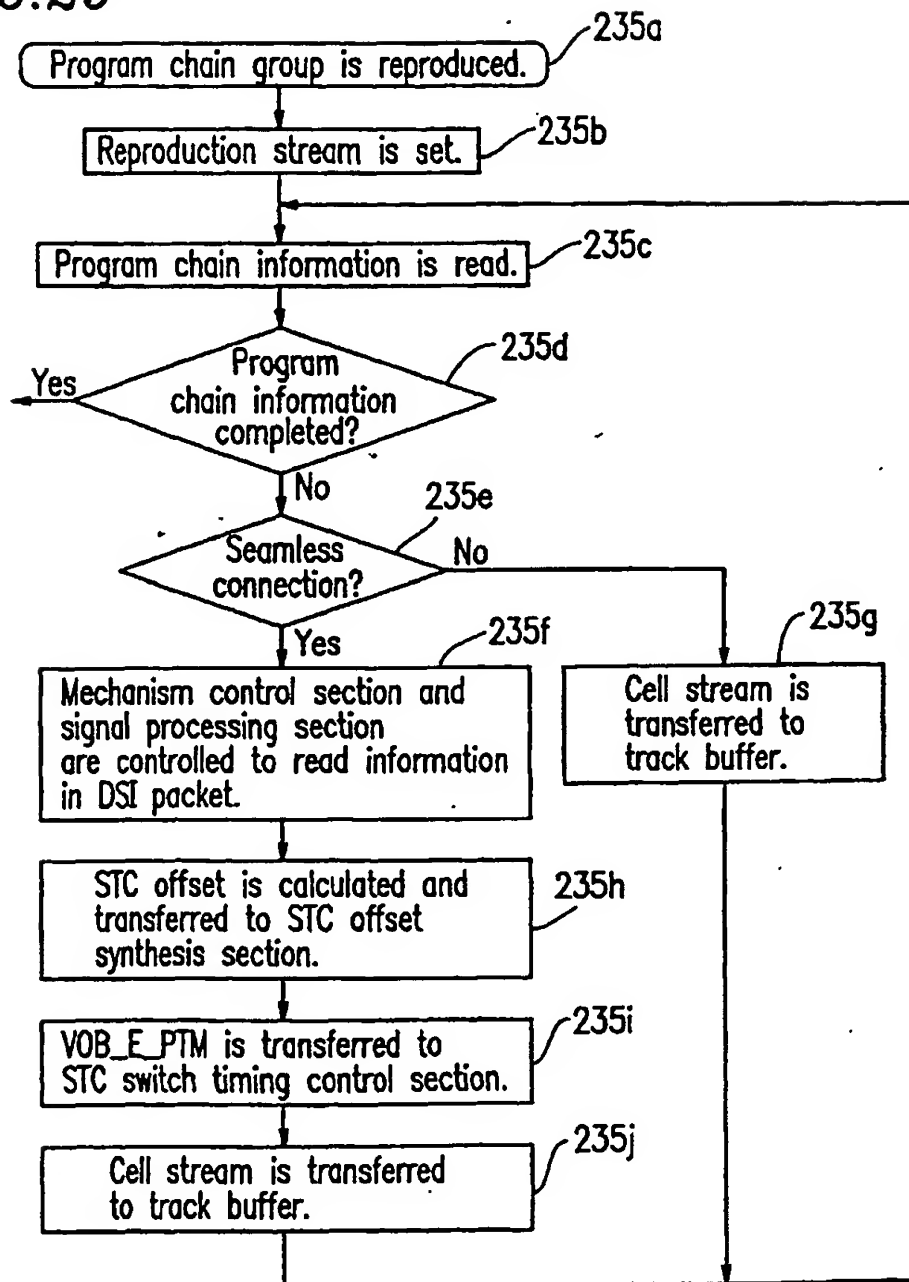 235a
Program chain group is reproduced.
235b
Reproduction stream is set.
235c
Program chain information is read.
235d
Program
chain information
completed?
Yes
No
235e
Seamless
connection?
No
Yes
235f
Mechanism control section and
signal processing section
are controlled to read information
in DSI packet.
235g
Cell stream is
transferred to
track buffer.
STC offset is calculated and
transferred to STC offset
synthesis section.
235h
VOB_E_PTM is transferred to
STC switch timing control section.
235i
Cell stream is transferred
to track buffer.
235j